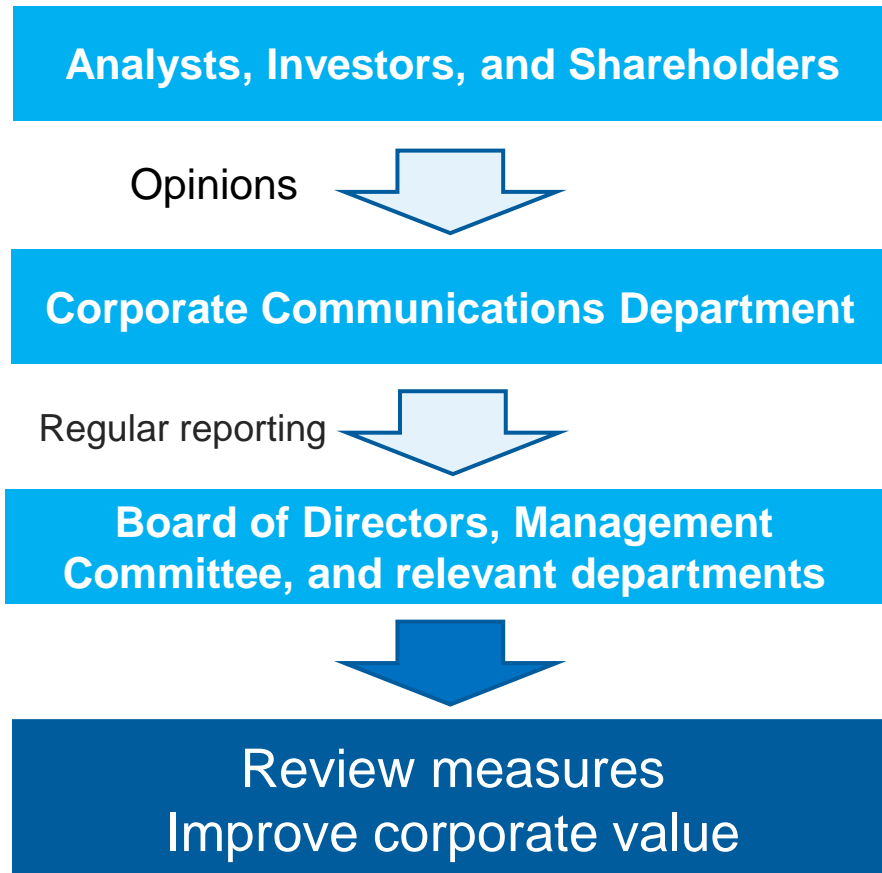 Analysts, Investors, and Shareholders
Opinions
Corporate Communications Department
Regular reporting
Board of Directors, Management
Committee, and relevant departments
Review measures
Improve corporate value